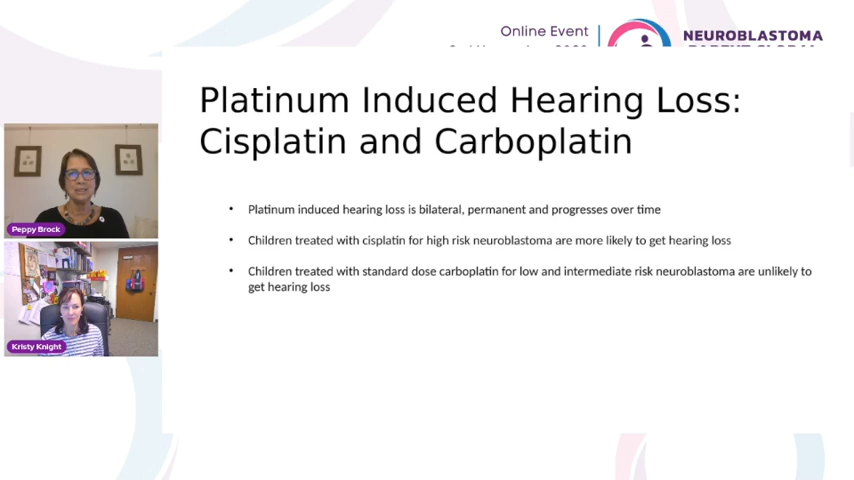 Online Event
NEUROBLASTOMA
Platinum Induced Hearing Loss:
Cisplatin and Carboplatin
• Platinum induced hearing loss is bilateral, permanent and progresses over time
• Children treated with cisplatin for high risk neuroblastoma are more likely to get hearing loss
• Children treated with standard dose carboplatin for low and intermediate risk neuroblastoma are unlikely to
get hearing loss
Peppy Brock
Kristy Knight